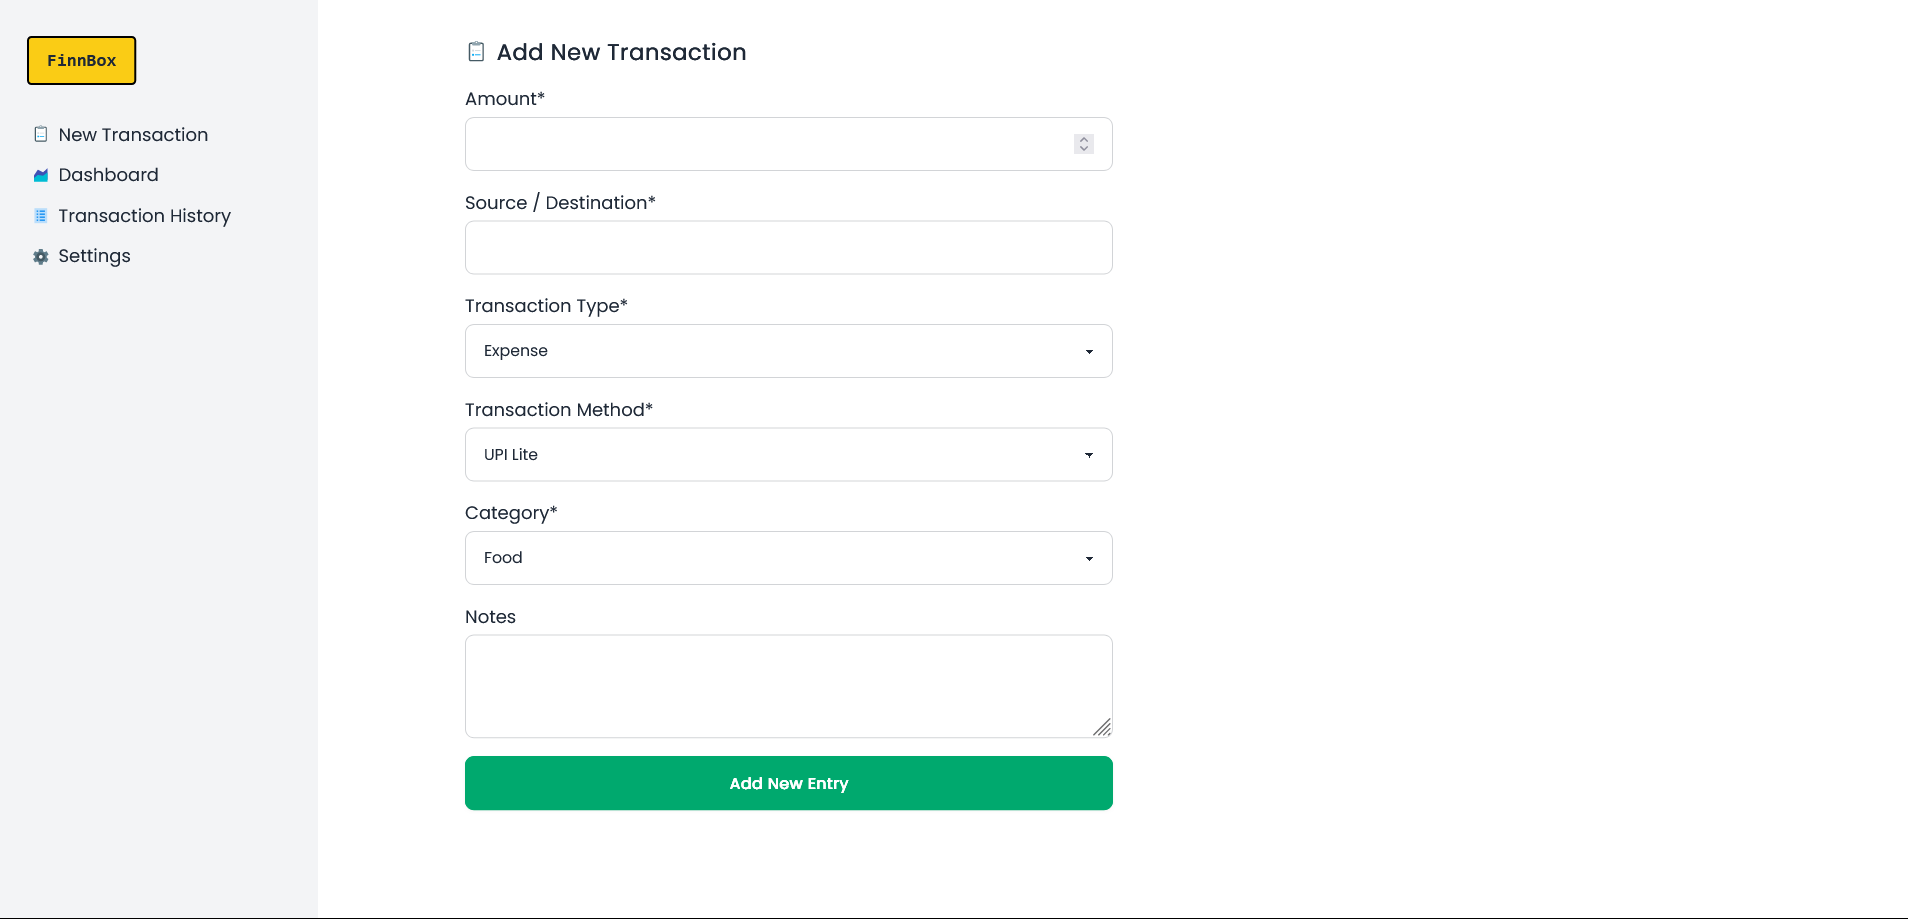 FinnBox
New Transaction
Dashboard
Transaction History
Settings
Add New Transaction
Amount*
Source / Destination*
Transaction Type*
Expense
Transaction Method*
UPI Lite
Category*
Food
Notes
Add New Entry